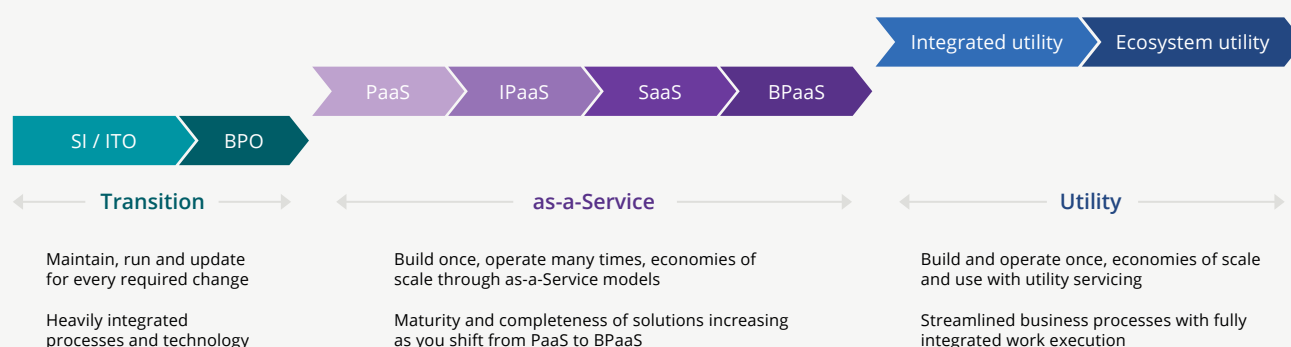 Integrated utility
Ecosystem utility
PaaS
IPaaS
SaaS
BPaaS
SI / ITO
BPO
Transition
as-a-Service
Utility
Maintain, run and update
for every required change
Heavily integrated
processes and technology
Build once, operate many times, economies of
scale through as-a-Service models
Maturity and completeness of solutions increasing
as you shift from PaaS to BPaaS
Build and operate once, economies of scale
and use with utility servicing
Streamlined business processes with fully
integrated work execution